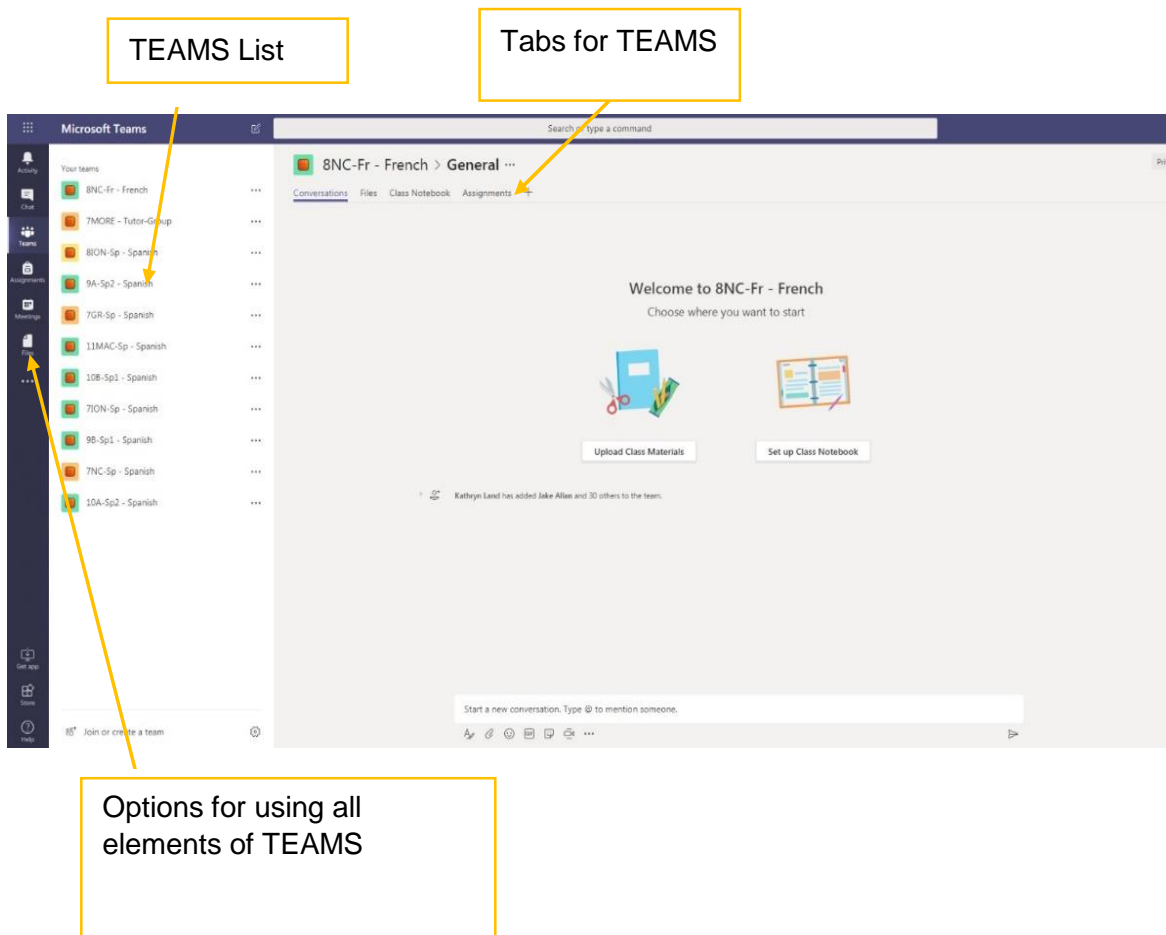 TEAMS List
Tabs for TEAMS
Microsoft Teams
Search or type a command
Activity
Chat
Teams
Assignments
Meetings
Files
Get app
Store
Help
Your teams
8NC-Fr - French
7MORE - Tutor-Group
8ION-Sp - Spanish
9A-Sp2 - Spanish
7GR-Sp - Spanish
11MAC-Sp - Spanish
10B-Sp1 - Spanish
7ION-Sp - Spanish
9B-Sp1 - Spanish
7NC-Sp - Spanish
10A-Sp2 - Spanish
Join or create a team
8NC-Fr - French > General ...
Conversations Files Class Notebook Assignments +
Welcome to 8NC-Fr - French
Choose where you want to start
Upload Class Materials Set up Class Notebook
Kathryn Land has added Jake Allen and 30 others to the team.
Start a new conversation. Type @ to mention someone.
Options for using all
elements of TEAMS